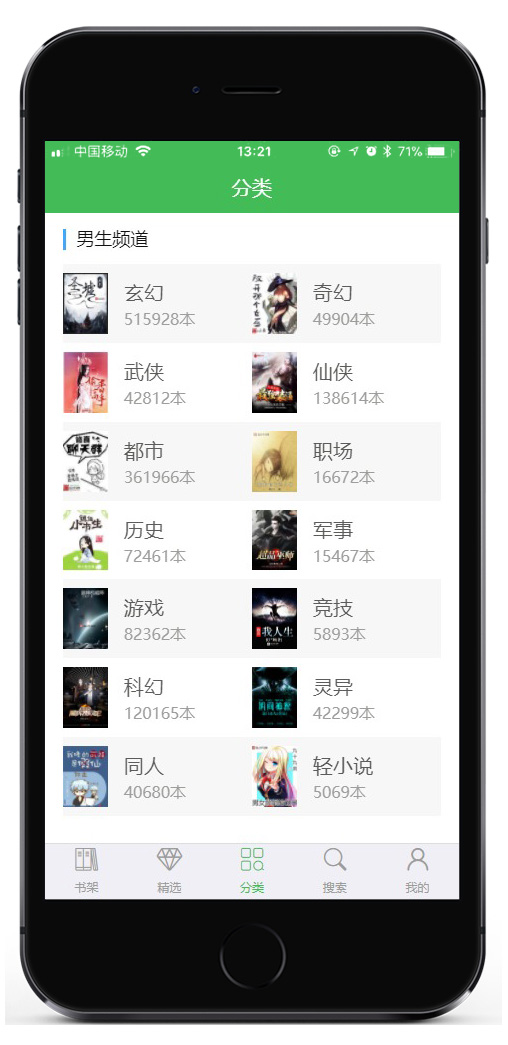 中国移动 13:21 71%
分类
男生频道
玄幻 奇幻
515928本 49904本
武侠 仙侠
42812本 138614本
都市 职场
361966本 16672本
历史 军事
72461本 15467本
游戏 竞技
82362本 5893本
科幻 灵异
120165本 42299本
同人 轻小说
40680本 5069本
书架 精选 分类 搜索 我的